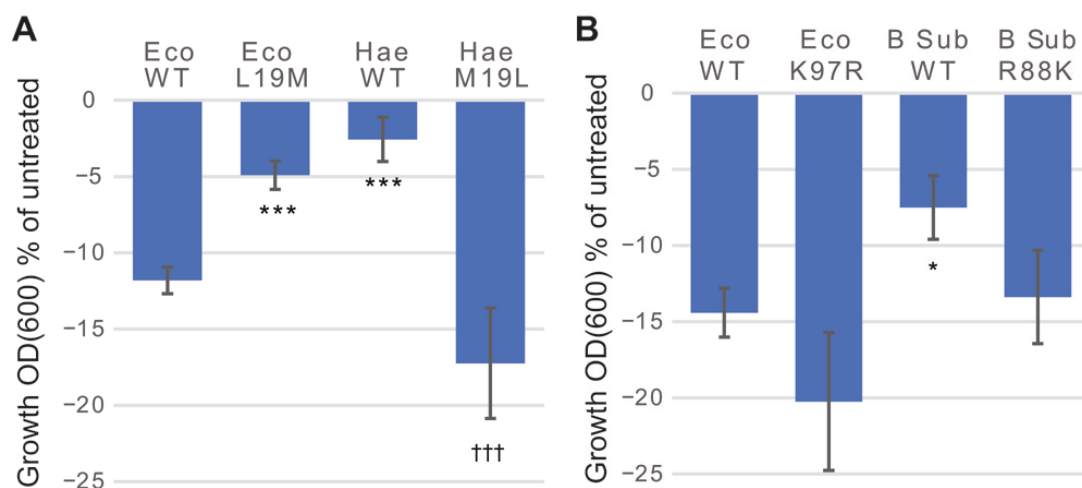 A
Eco WT
Eco L19M
Hae WT
Hae M19L
Growth OD(600) % of untreated
0
−5
−10
−15
−20
−25
***
***
†††
B
Eco WT
Eco K97R
B Sub WT
B Sub R88K
Growth OD(600) % of untreated
0
−5
−10
−15
−20
−25
*